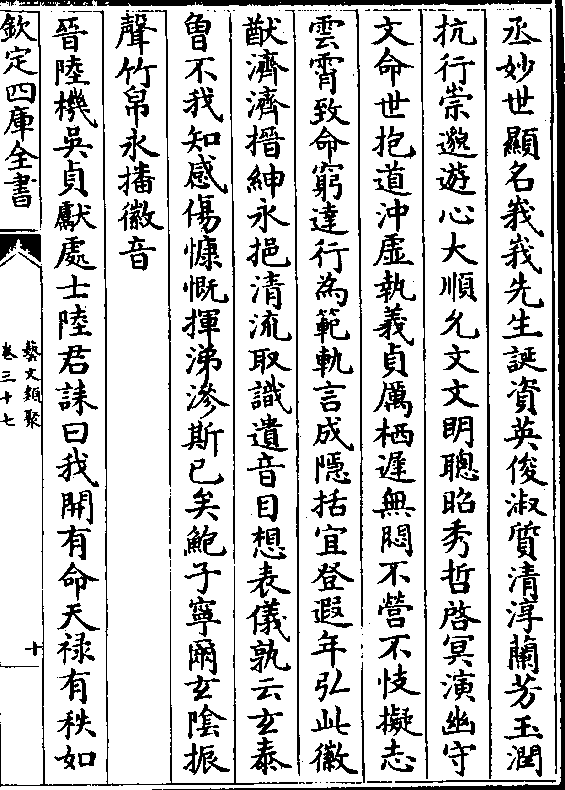 丞妙世顯名峩峩先生誕資英俊淑質清淳蘭芳玉潤
抗行崇邈遊心大順允文文明聰昭秀哲啓冥演幽守
文命世抱道沖虛執義貞厲栖遲無悶不營不忮擬志
雲霄致命窮達行為範軌言成隱括宜登遐年弘此徽
猷濟濟搢紳永挹清流取識遺音目想表儀孰云玄泰
曽不我知感傷慷慨揮涕滲斯已矣鮑子寧爾玄陰振
聲竹帛永播徽音
晉陸機吳貞獻處士陸君誄曰我聞有命天祿有秩如
欽定四庫全書
藝文類聚
卷三十七
十